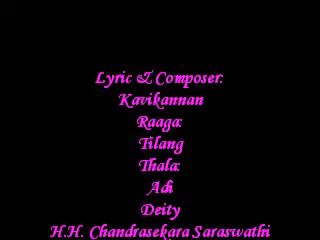 Lyric & Composer:
Kavikannan
Raaga:
Tilang
Thala:
Adi
Deity
H.H. Chandrasekara Saraswathi